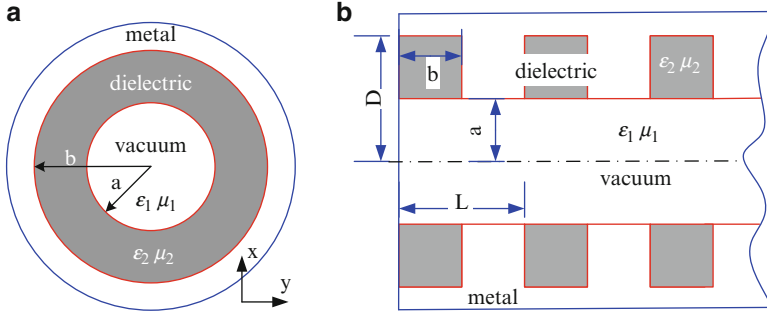 a
metal
dielectric
vacuum
b
a
ε1 μ1
ε2 μ2
x
y
b
b
D
dielectric
ε2 μ2
a
ε1 μ1
vacuum
L
metal